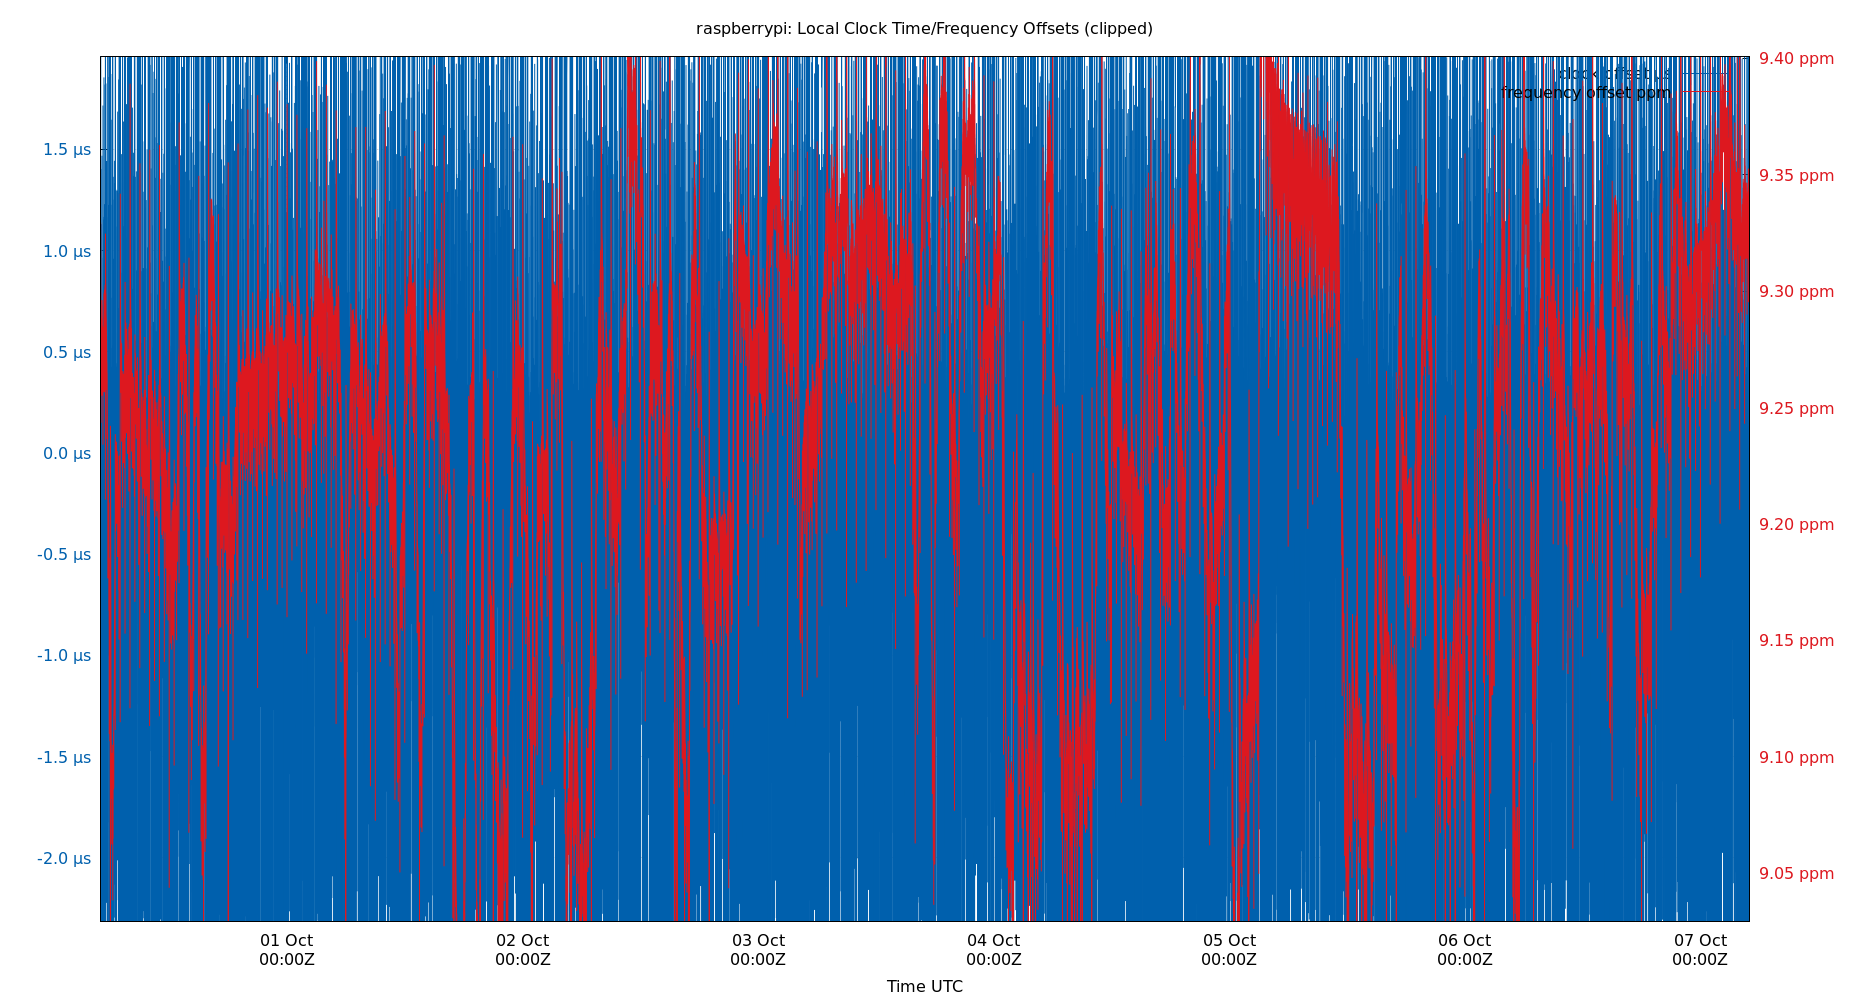 raspberrypi: Local Clock Time/Frequency Offsets (clipped)
clock offset µs
frequency offset ppm
1.5 µs
1.0 µs
0.5 µs
0.0 µs
-0.5 µs
-1.0 µs
-1.5 µs
-2.0 µs
9.40 ppm
9.35 ppm
9.30 ppm
9.25 ppm
9.20 ppm
9.15 ppm
9.10 ppm
9.05 ppm
01 Oct 02 Oct 03 Oct 04 Oct 05 Oct 06 Oct 07 Oct
00:00Z 00:00Z 00:00Z 00:00Z 00:00Z 00:00Z 00:00Z
Time UTC